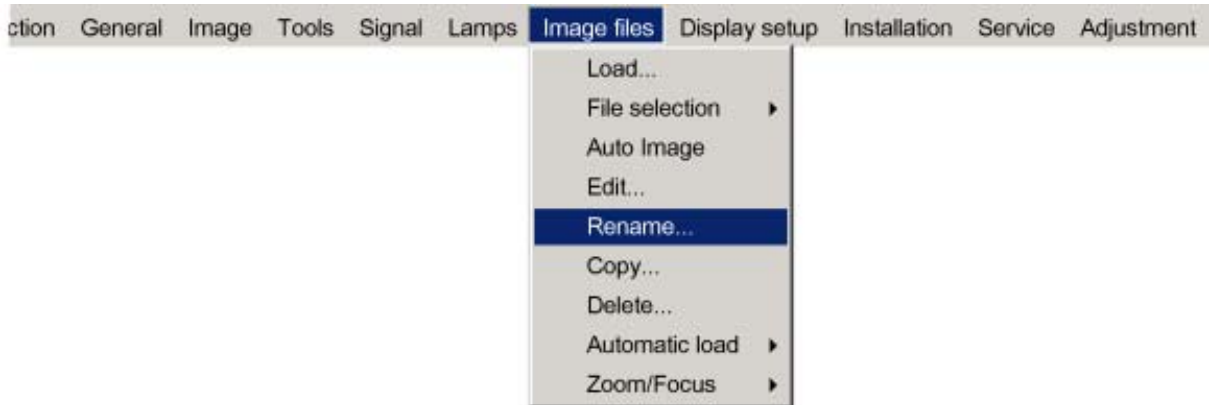 ction General Image Tools Signal Lamps Image files Display setup Installation Service Adjustment
Load...
File selection
Auto Image
Edit...
Rename...
Copy...
Delete...
Automatic load
Zoom/Focus